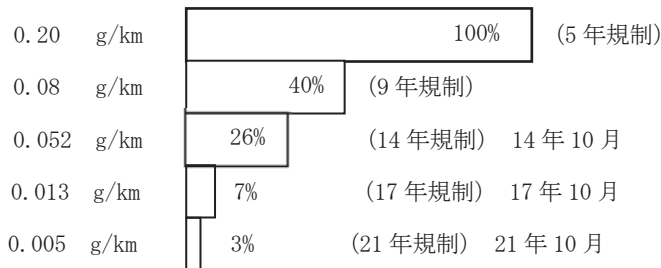 0.20 g/km 100% (5年規制)
0.08 g/km 40% (9年規制)
0.052 g/km 26% (14年規制) 14年10月
0.013 g/km 7% (17年規制) 17年10月
0.005 g/km 3% (21年規制) 21年10月